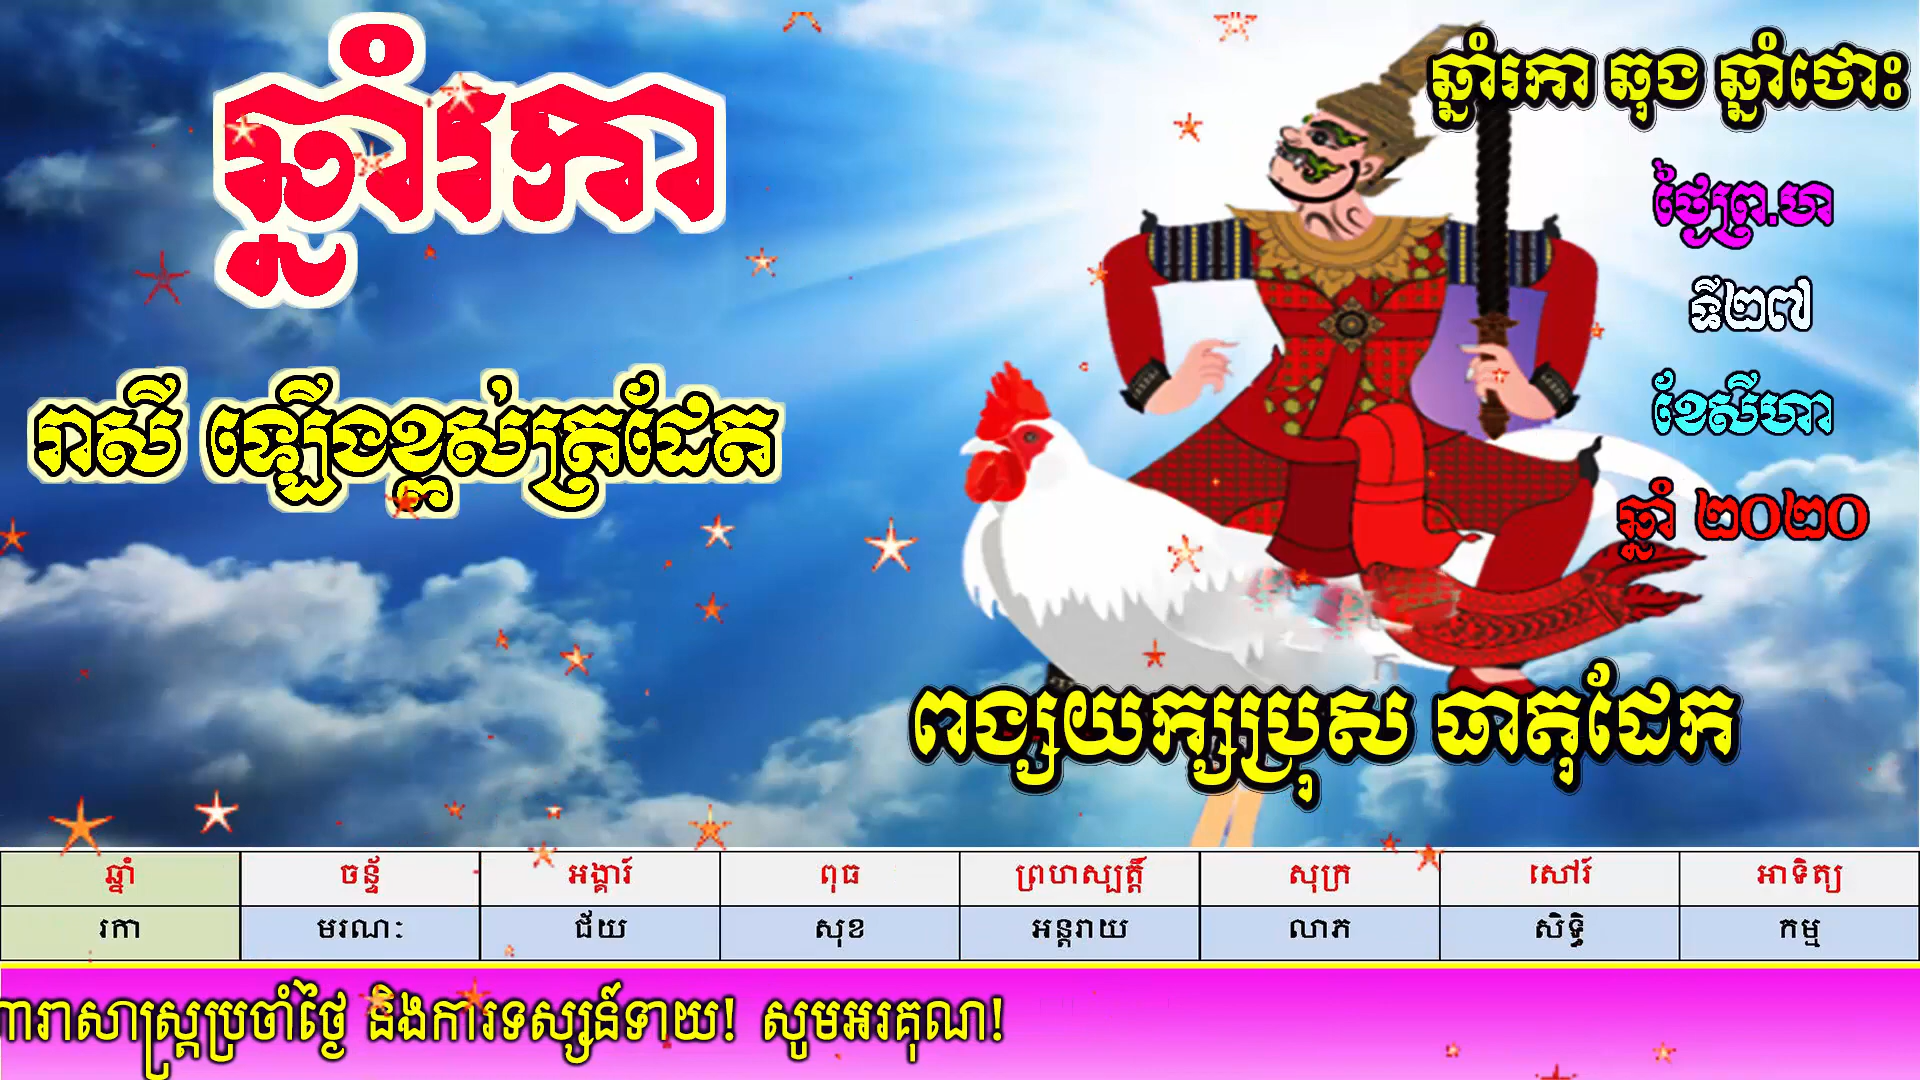 ឆ្នាំរកា
រាសី ឡើងខ្ពស់ត្រដែត
ឆ្នាំរកា ឆុង ឆ្នាំថោះ
ថ្ងៃព្រ.ហ
ទី២៧
ខែសីហា
ឆ្នាំ ២០២០
ពង្សយក្សប្រុស ធាតុដែក
ឆ្នាំ ចន្ទ័ អង្គារ៍ ពុធ ព្រហស្បត្តិ៍ សុក្រ សៅរ៍ អាទិត្យ
រកា មរណៈ ជ័យ សុខ អន្តរាយ លាភ សិទ្ធិ កម្ម
ហារាសាស្ត្រប្រចាំថ្ងៃ និងការទស្សន៍ទាយ! សូមអរគុណ!